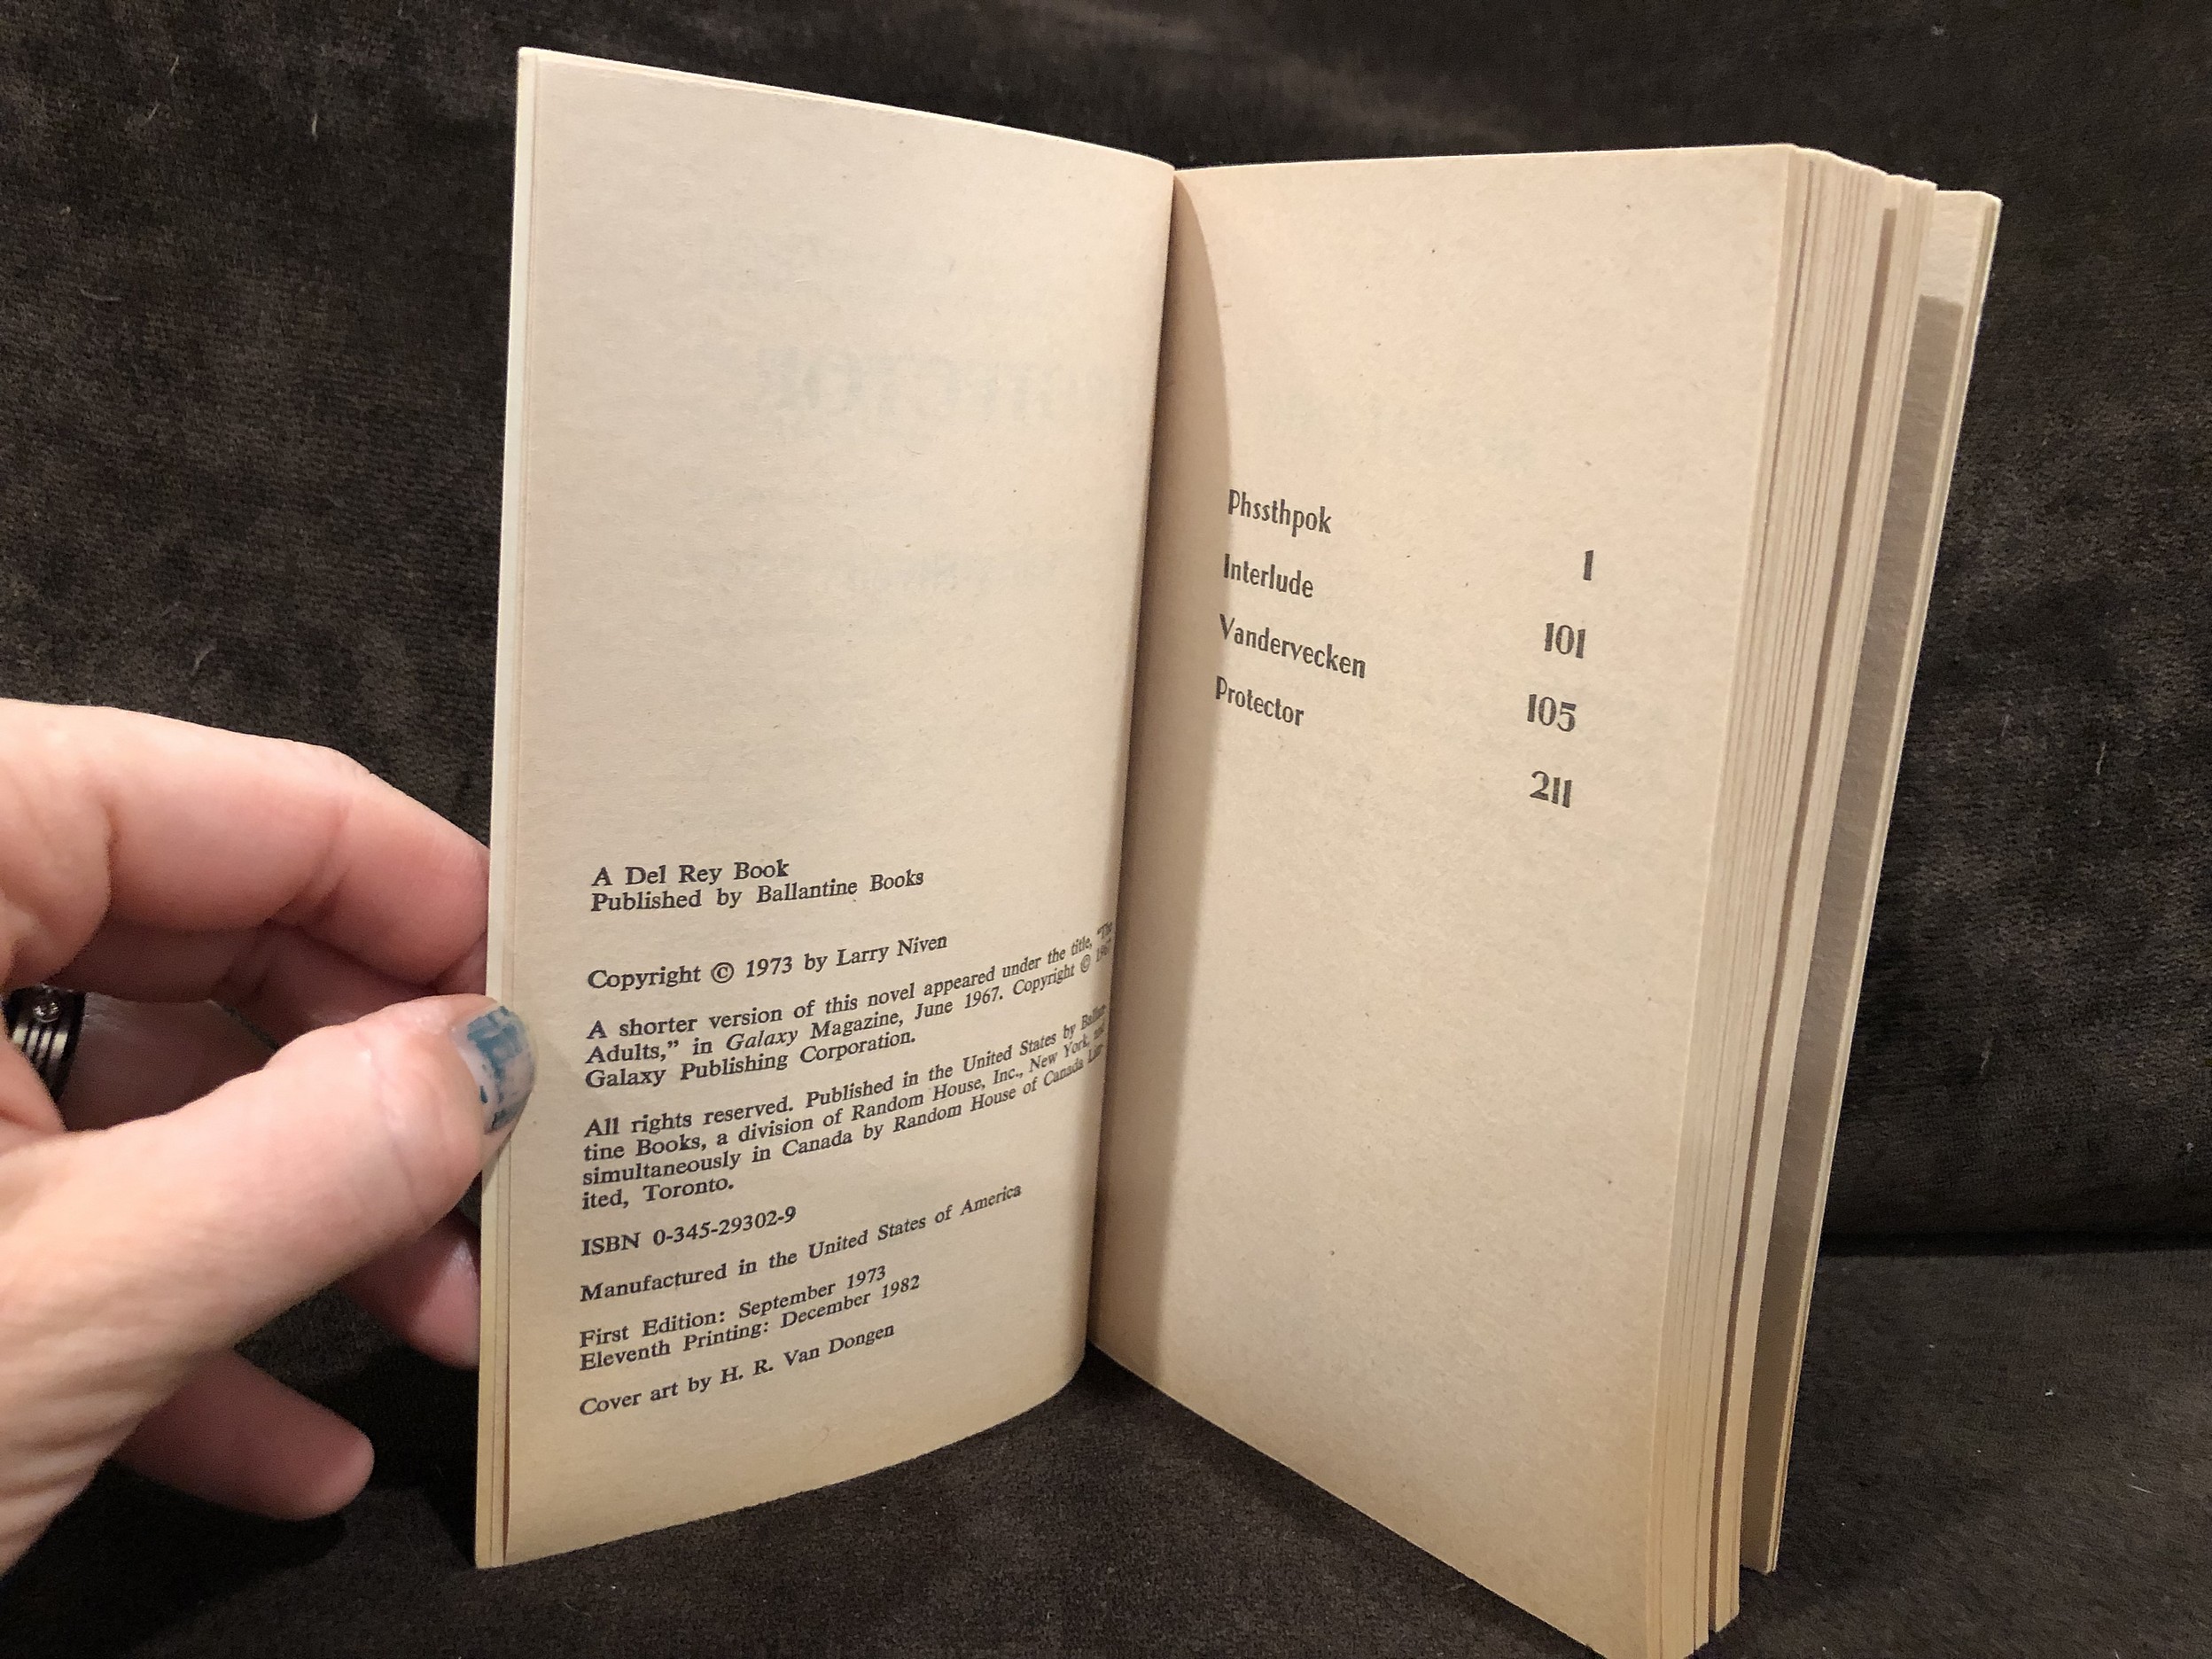 A Del Rey Book
Published by Ballantine Books
Copyright © 1973 by Larry Niven
A shorter version of this novel appeared under the title, "The
Adults," in Galaxy Magazine, June 1967. Copyright © 1967
Galaxy Publishing Corporation.
All rights reserved. Published in the United States by Ballan-
tine Books, a division of Random House, Inc., New York, and
simultaneously in Canada by Random House of Canada Lim-
ited, Toronto.
ISBN 0-345-29302-9
Manufactured in the United States of America
First Edition: September 1973
Eleventh Printing: December 1982
Cover art by H. R. Van Dongen
Phssthpok 1
Interlude 101
Vandervecken 105
Protector 211